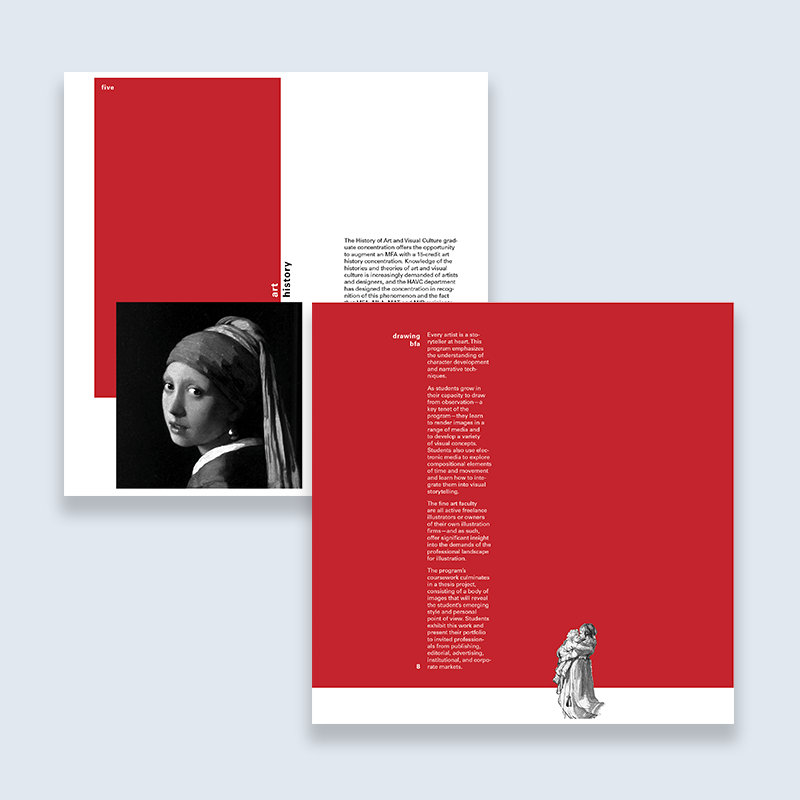 five
art
history
The History of Art and Visual Culture grad-
uate concentration offers the opportunity
to augment an MFA with a 15-credit art
history concentration. Knowledge of the
histories and theories of art and visual
culture is increasingly demanded of artists
and designers, and the HAVC department
has designed the concentration in recog-
nition of this phenomenon and the fact
drawing
bfa
Every artist is a sto-
ryteller at heart. This
program emphasizes
the understanding of
character development
and narrative tech-
niques.
As students grow in
their capacity to draw
from observation—a
key tenet of the
program—they learn
to render images in a
range of media and
to develop a variety
of visual concepts.
Students also use elec-
tronic media to explore
compositional elements
of time and movement
and learn how to inte-
grate them into visual
storytelling.
The fine art faculty
are all active freelance
illustrators or owners
of their own illustration
firms—and as such,
offer significant insight
into the demands of the
professional landscape
for illustration.
The program's
coursework culminates
in a thesis project,
consisting of a body of
images that will reveal
the student's emerging
style and personal
point of view. Students
exhibit this work and
present their portfolio
to invited profession-
als from publishing,
editorial, advertising,
institutional, and corpo-
rate markets.
8